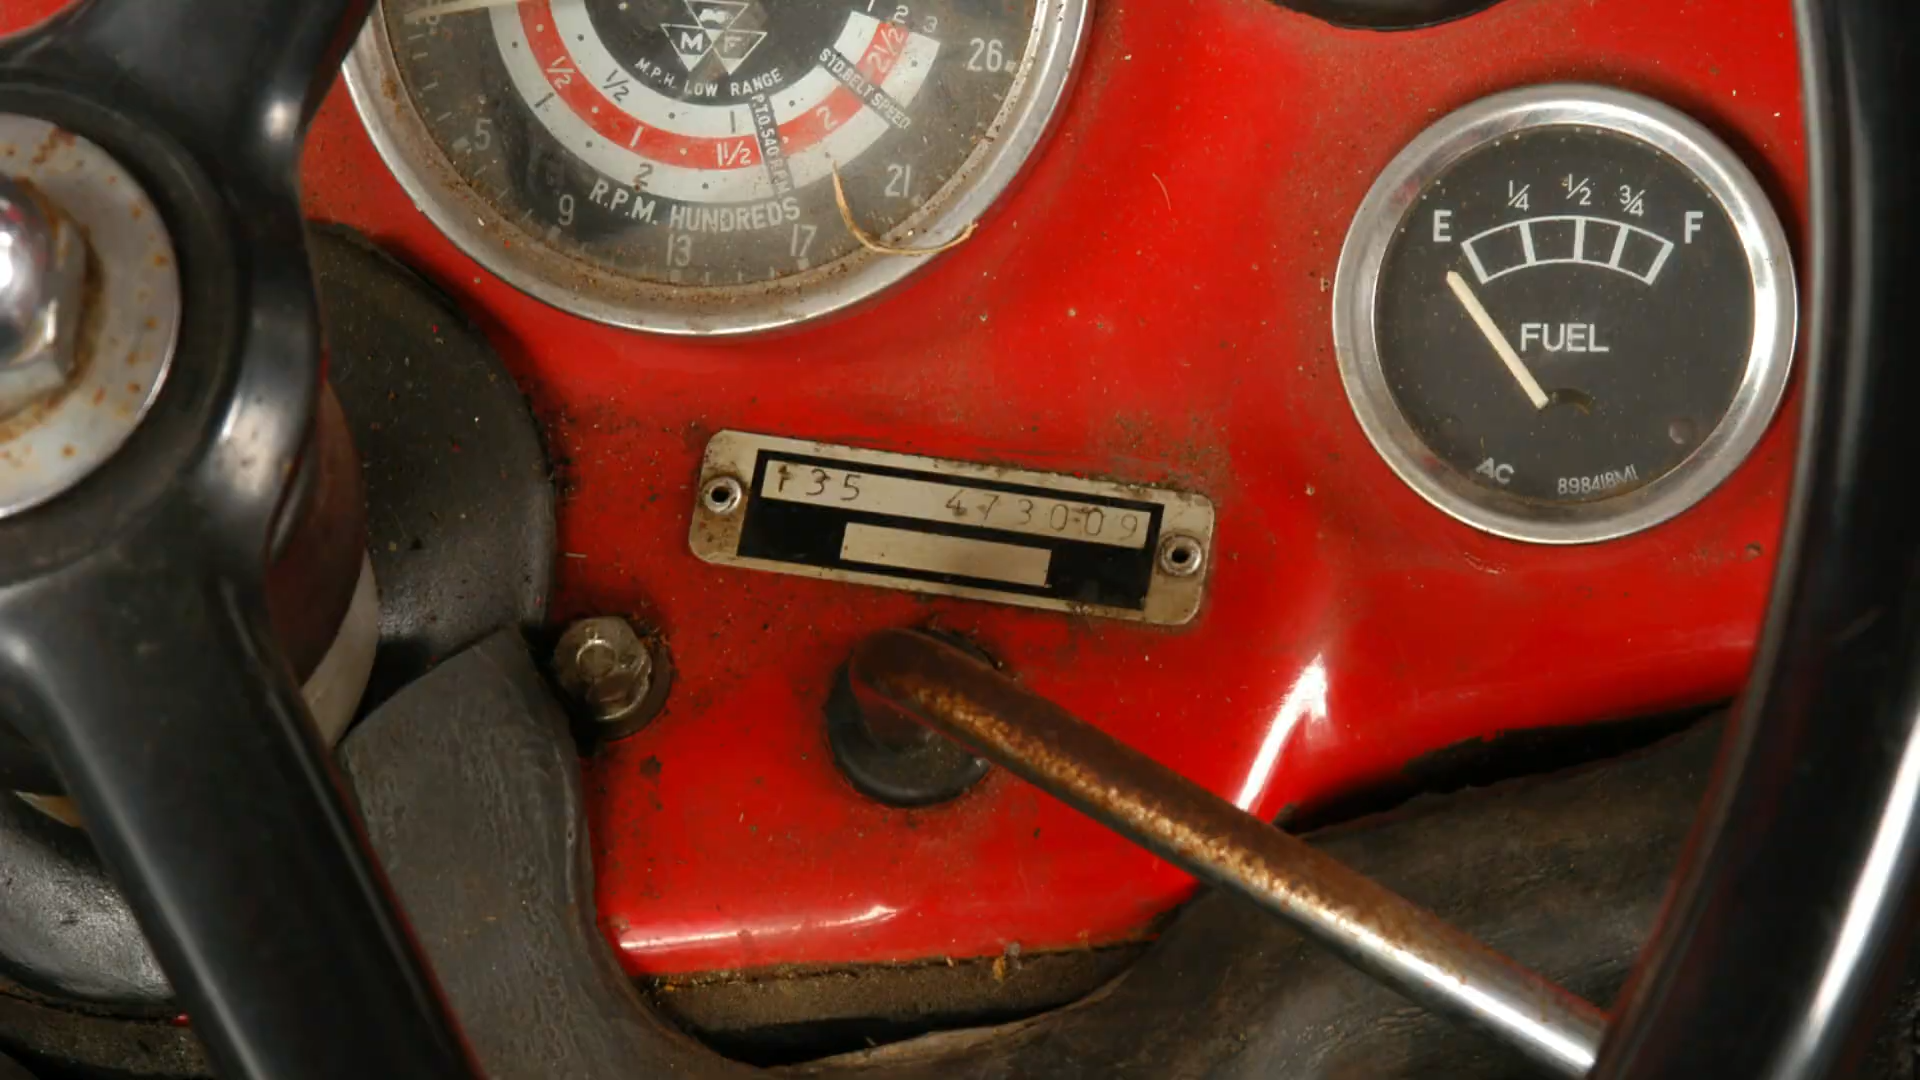 M F
M.P.H. LOW RANGE
1 2 3
2½
STD.BELT SPEED
½ ½
1 1 1 1½ 2
2
P.T.O.540 R.P.M.
R.P.M. HUNDREDS
5 9 13 17 21 26
E ¼ ½ ¾ F
FUEL
AC 898418M1
135 473009